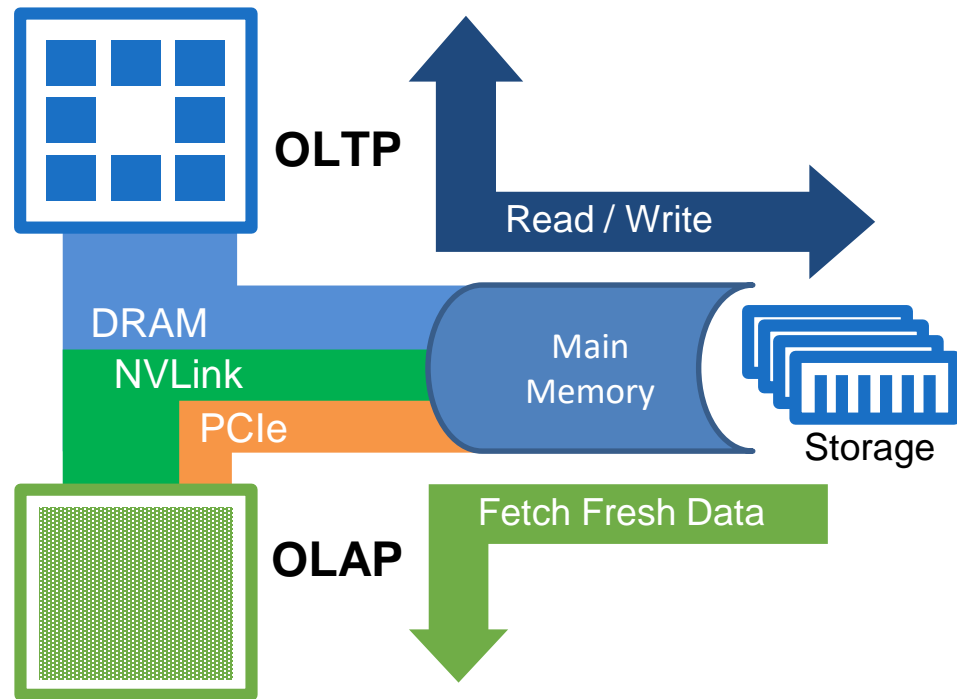 OLTP
Read / Write
DRAM
NVLink
PCIe
Main
Memory
Storage
OLAP
Fetch Fresh Data